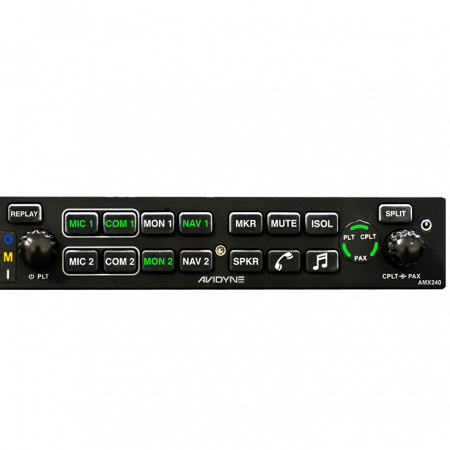 REPLAY
MIC 1 COM 1 MON 1 NAV 1 MKR MUTE ISOL
SPLIT
O
M
I
MIC 2 COM 2 MON 2 NAV 2 SPKR
PLT CPLT
PAX
PLT
AVIDYNE
CPLT PAX
AMX240